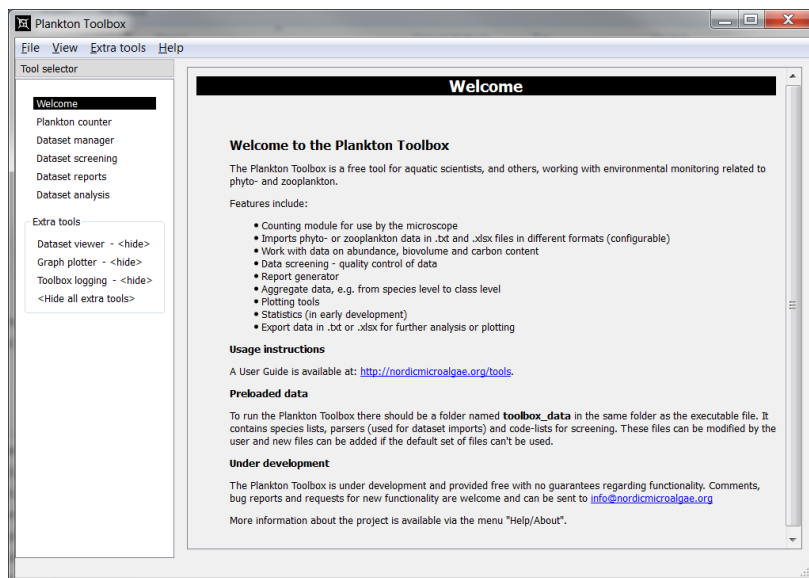 Plankton Toolbox
File View Extra tools Help
Tool selector
Welcome
Plankton counter
Dataset manager
Dataset screening
Dataset reports
Dataset analysis
Extra tools
Dataset viewer - <hide>
Graph plotter - <hide>
Toolbox logging - <hide>
<Hide all extra tools>
Welcome
Welcome to the Plankton Toolbox
The Plankton Toolbox is a free tool for aquatic scientists, and others, working with environmental monitoring related to
phyto- and zooplankton.
Features include:
• Counting module for use by the microscope
• Imports phyto- or zooplankton data in .txt and .xlsx files in different formats (configurable)
• Work with data on abundance, biovolume and carbon content
• Data screening - quality control of data
• Report generator
• Aggregate data, e.g. from species level to class level
• Plotting tools
• Statistics (in early development)
• Export data in .txt or .xlsx for further analysis or plotting
Usage instructions
A User Guide is available at: http://nordicmicroalgae.org/tools.
Preloaded data
To run the Plankton Toolbox there should be a folder named toolbox_data in the same folder as the executable file. It
contains species lists, parsers (used for dataset imports) and code-lists for screening. These files can be modified by the
user and new files can be added if the default set of files can't be used.
Under development
The Plankton Toolbox is under development and provided free with no guarantees regarding functionality. Comments,
bug reports and requests for new functionality are welcome and can be sent to info@nordicmicroalgae.org
More information about the project is available via the menu "Help/About".